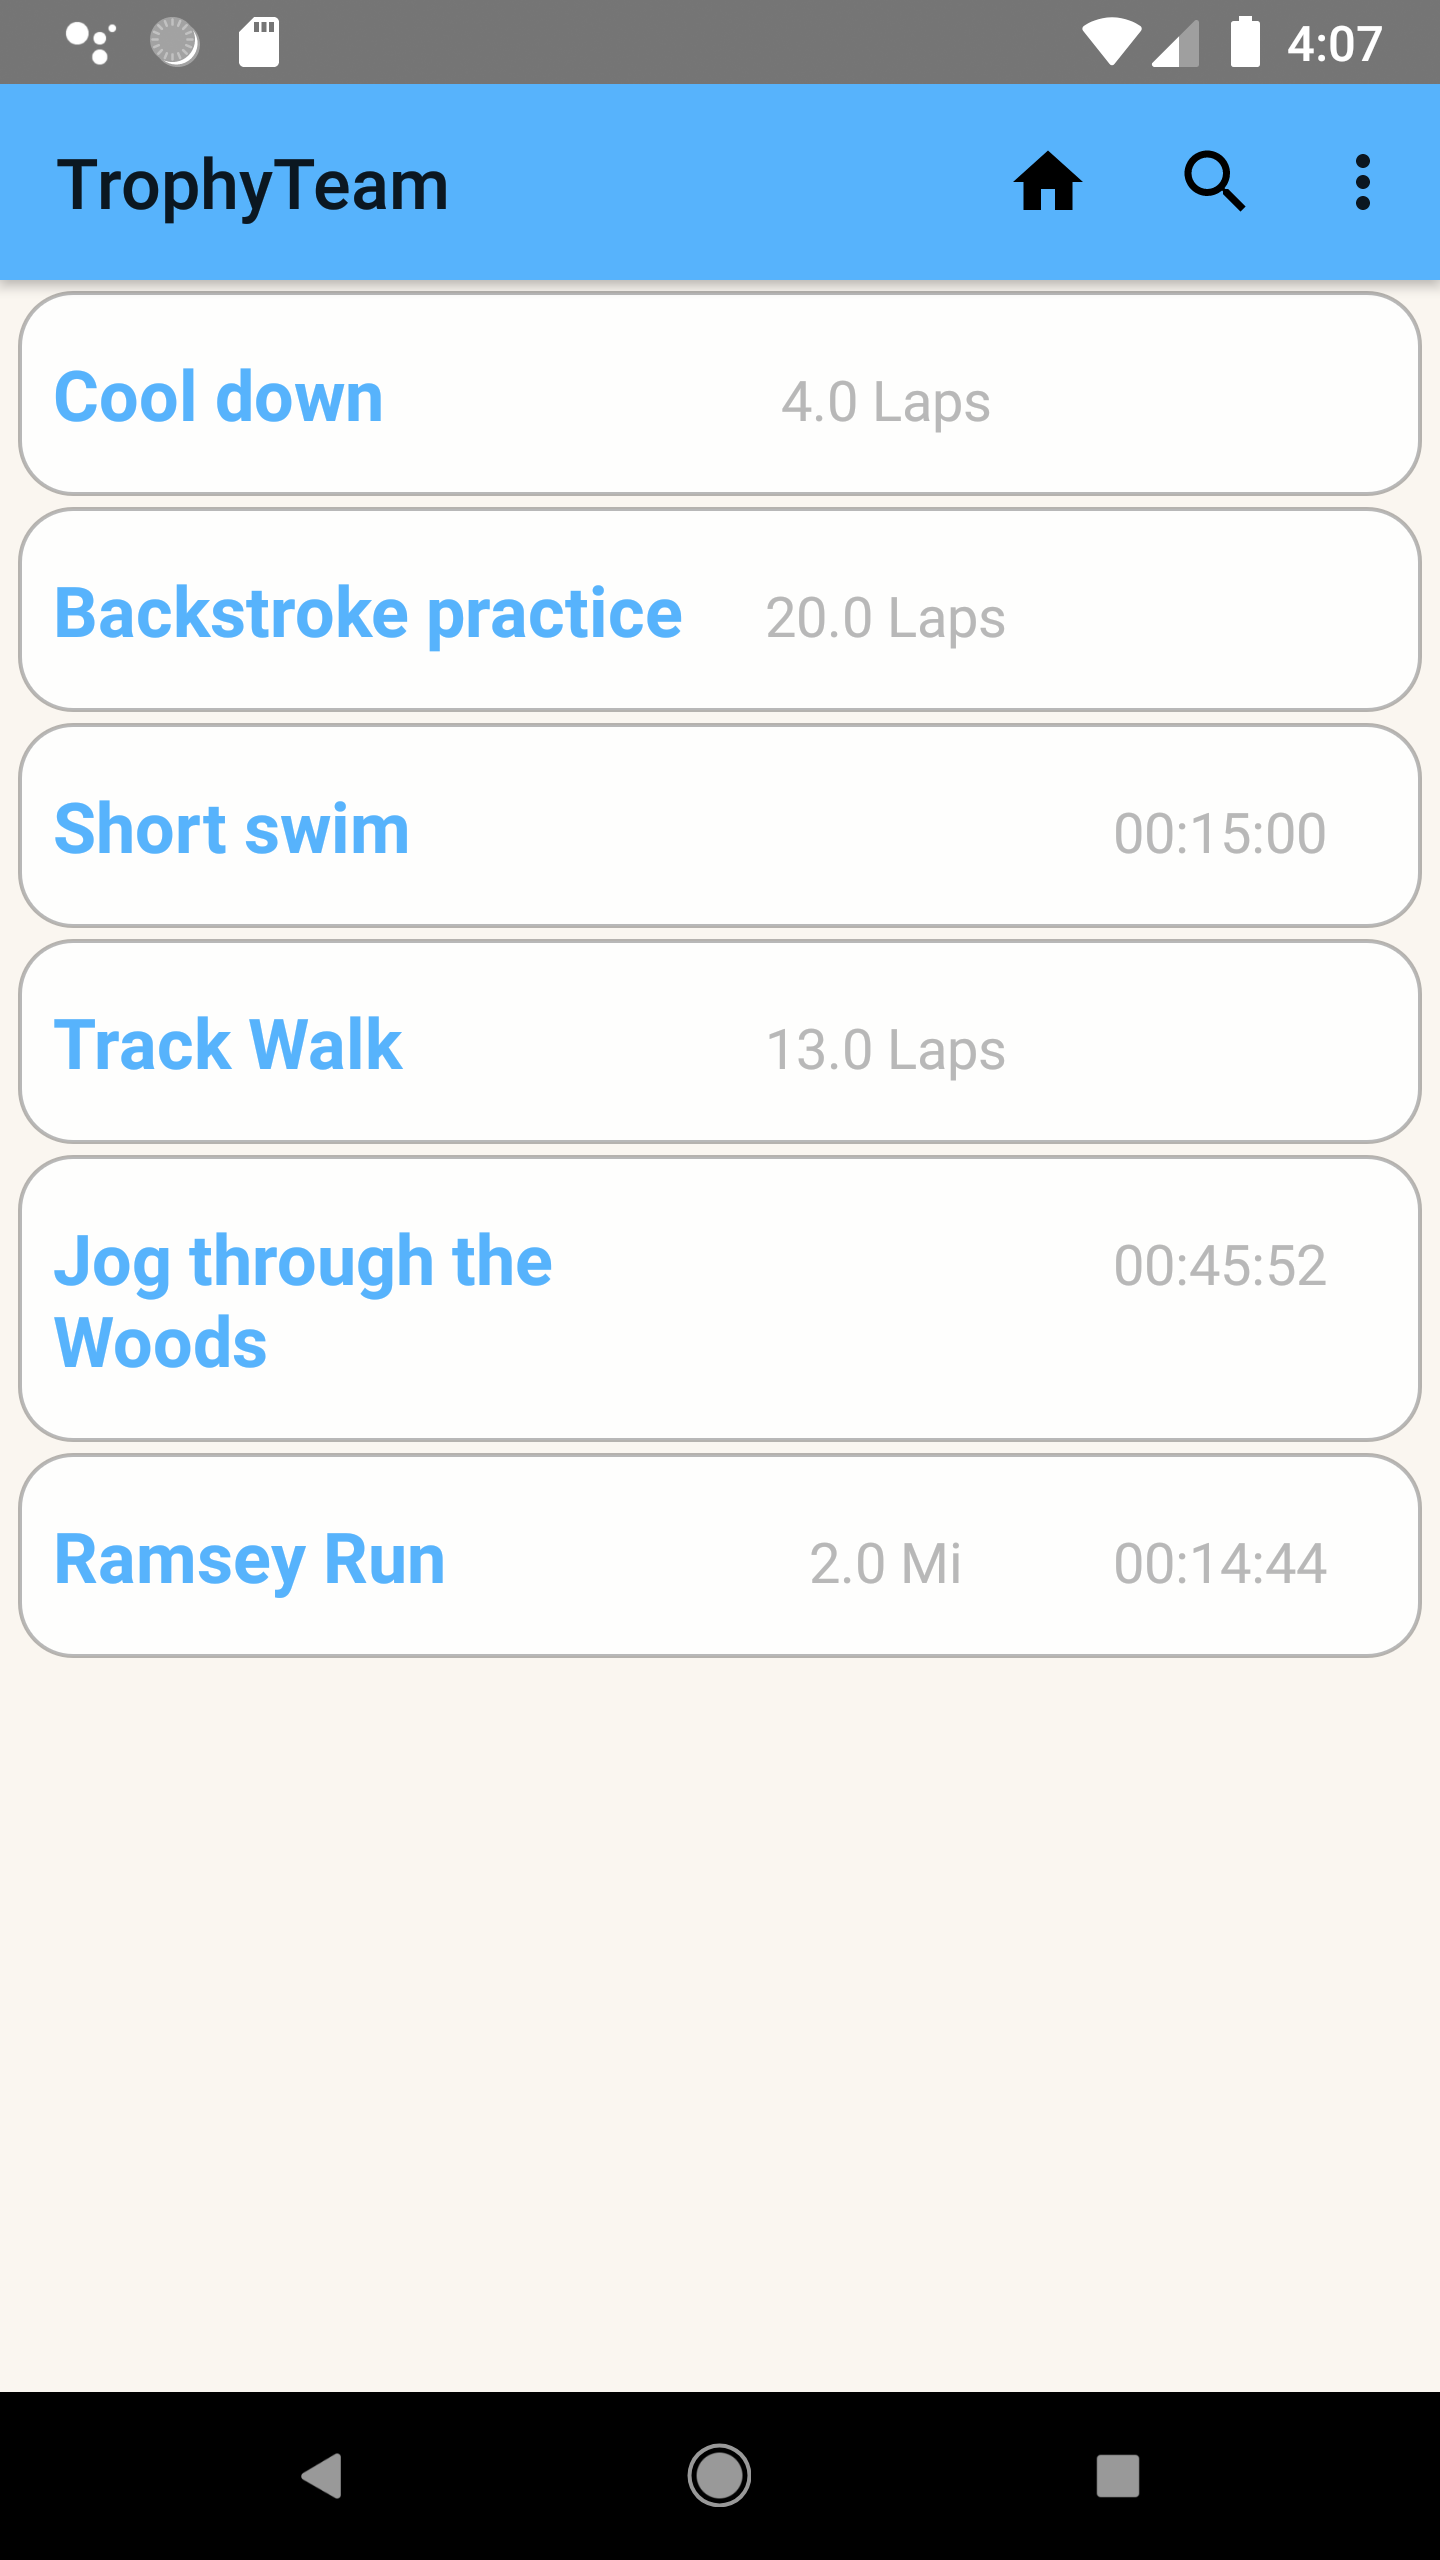 4:07
TrophyTeam
Cool down 4.0 Laps
Backstroke practice 20.0 Laps
Short swim 00:15:00
Track Walk 13.0 Laps
Jog through the 00:45:52
Woods
Ramsey Run 2.0 Mi 00:14:44